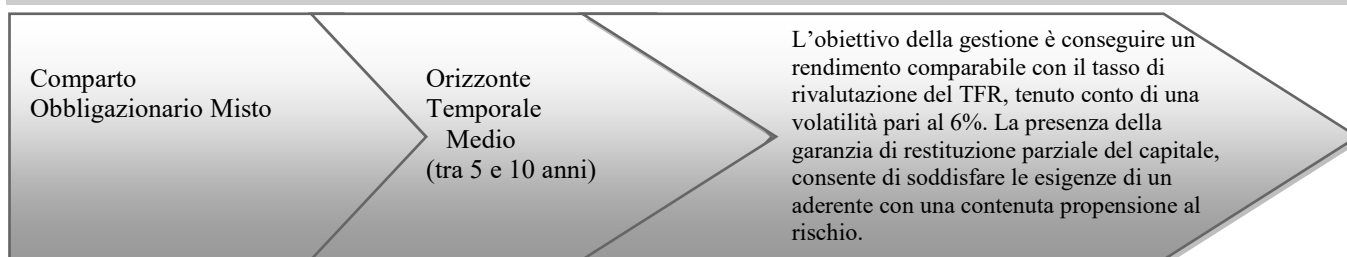 Comparto
Obbligazionario Misto
Orizzonte
Temporale
Medio
(tra 5 e 10 anni)
L’obiettivo della gestione è conseguire un
rendimento comparabile con il tasso di
rivalutazione del TFR, tenuto conto di una
volatilità pari al 6%. La presenza della
garanzia di restituzione parziale del capitale,
consente di soddisfare le esigenze di un
aderente con una contenuta propensione al
rischio.